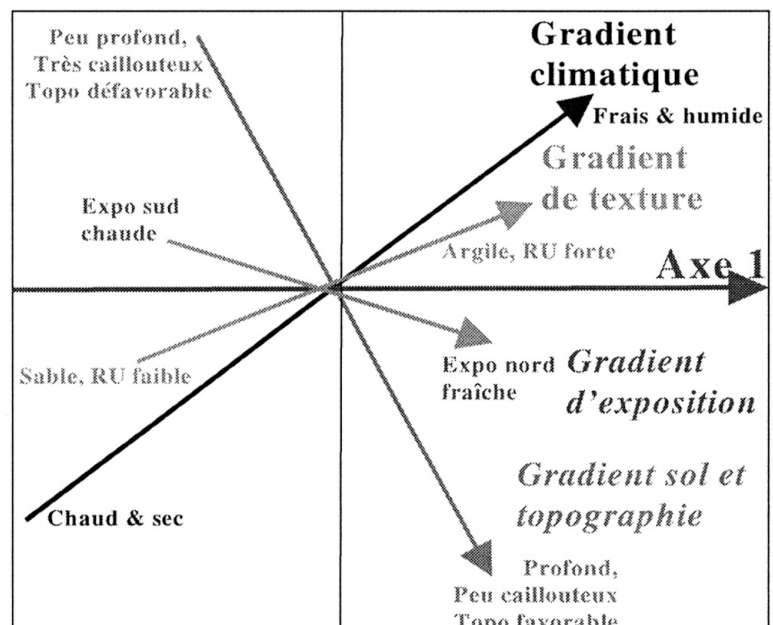 Peu profond,
Très caillouteux
Topo défavorable
Gradient
climatique
Frais & humide
Gradient
de texture
Expo sud
chaude
Argile, RU forte
Axe 1
Sable, RU faible
Expo nord
fraîche
Gradient
d'exposition
Chaud & sec
Gradient sol et
topographie
Profond,
Peu caillouteux
Topo favorable